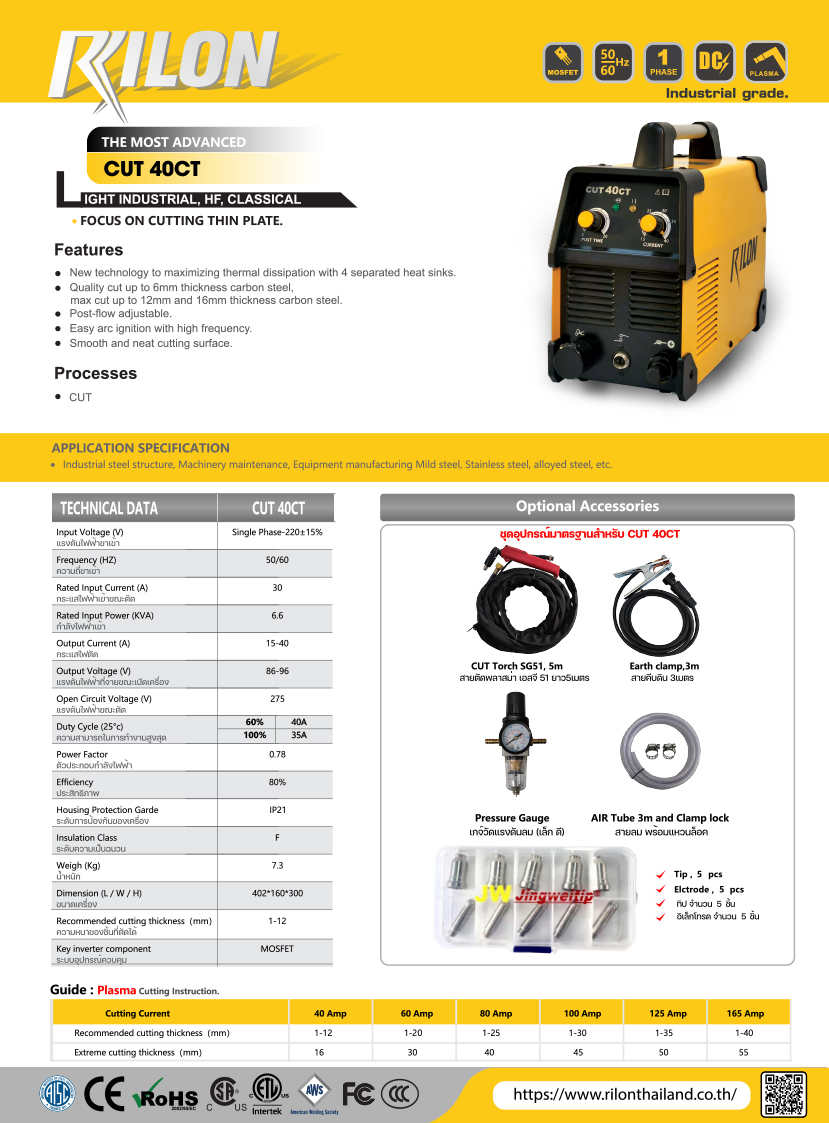 RILON
MOSFET
50
60
Hz
1
PHASE
DC
PLASMA
Industrial grade.
THE MOST ADVANCED
CUT 40CT
LIGHT INDUSTRIAL, HF, CLASSICAL
FOCUS ON CUTTING THIN PLATE.
CUT 40CT
POST TIME
CURRENT
RILON
Features
• New technology to maximizing thermal dissipation with 4 separated heat sinks.
• Quality cut up to 6mm thickness carbon steel,
max cut up to 12mm and 16mm thickness carbon steel.
• Post-flow adjustable.
• Easy arc ignition with high frequency.
• Smooth and neat cutting surface.
Processes
• CUT
APPLICATION SPECIFICATION
• Industrial steel structure, Machinery maintenance, Equipment manufacturing Mild steel, Stainless steel, alloyed steel, etc.
TECHNICAL DATA CUT 40CT
Input Voltage (V) Single Phase-220±15%
แรงดันไฟฟ้าขาเข้า
Frequency (HZ) 50/60
ความถี่ขาเขา
Rated Input Current (A) 30
กระแสไฟฟ้าเข้าขณะตัด
Rated Input Power (KVA) 6.6
กำลังไฟฟ้าเข้า
Output Current (A) 15-40
กระแสไฟตัด
Output Voltage (V) 86-96
แรงดันไฟฟ้าที่จ่ายขณะเปิดเครื่อง
Open Circuit Voltage (V) 275
แรงดันไฟฟ้าขณะตัด
Duty Cycle (25°c) 60% 40A
ความสามารถในการทำงานสูงสุด 100% 35A
Power Factor 0.78
ตัวประกอบกำลังไฟฟ้า
Efficiency 80%
ประสิทธิภาพ
Housing Protection Garde IP21
ระดับการป้องกันของเครื่อง
Insulation Class F
ระดับความเป็นฉนวน
Weigh (Kg) 7.3
น้ำหนัก
Dimension (L / W / H) 402*160*300
ขนาดเครื่อง
Recommended cutting thickness (mm) 1-12
ความหนาของชิ้นที่ตัดได้
Key inverter component MOSFET
ระบบอุปกรณ์ควบคุม
Optional Accessories
ชุดอุปกรณ์มาตรฐานสำหรับ CUT 40CT
CUT Torch SG51, 5m
สายตัดพลาสม่า เอสจี 51 ยาว5เมตร
Earth clamp,3m
สายคีบดิน 3เมตร
Pressure Gauge
เกจ์วัดแรงดันลม (เล็ก ดี)
AIR Tube 3m and Clamp lock
สายลม พร้อมแหวนล็อค
JW Jingweitip
Tip , 5 pcs
Elctrode , 5 pcs
ทิป จำนวน 5 ชิ้น
อิเล็กโทรด จำนวน 5 ชิ้น
Guide : Plasma Cutting Instruction.
Cutting Current 40 Amp 60 Amp 80 Amp 100 Amp 125 Amp 165 Amp
Recommended cutting thickness (mm) 1-12 1-20 1-25 1-30 1-35 1-40
Extreme cutting thickness (mm) 16 30 40 45 50 55
AISC
CE
RoHS
2002/95/EC
C SA US
C ETL US
Intertek
AWS
American Welding Society
FC
CCC
https://www.rilonthailand.co.th/